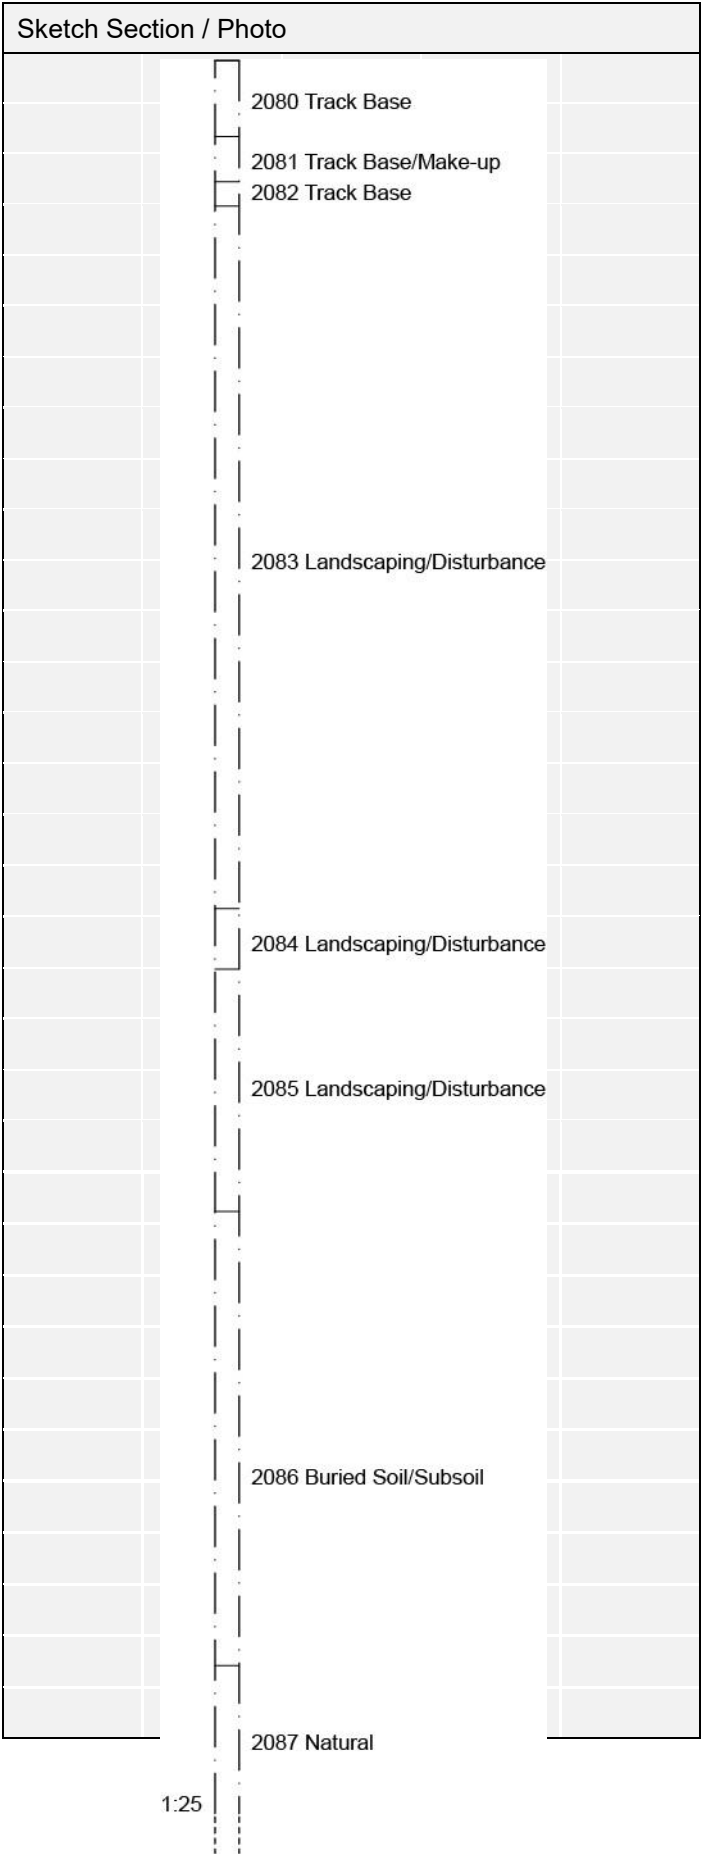 Sketch Section / Photo
2080 Track Base
2081 Track Base/Make-up
2082 Track Base
2083 Landscaping/Disturbance
2084 Landscaping/Disturbance
2085 Landscaping/Disturbance
2086 Buried Soil/Subsoil
2087 Natural
1:25